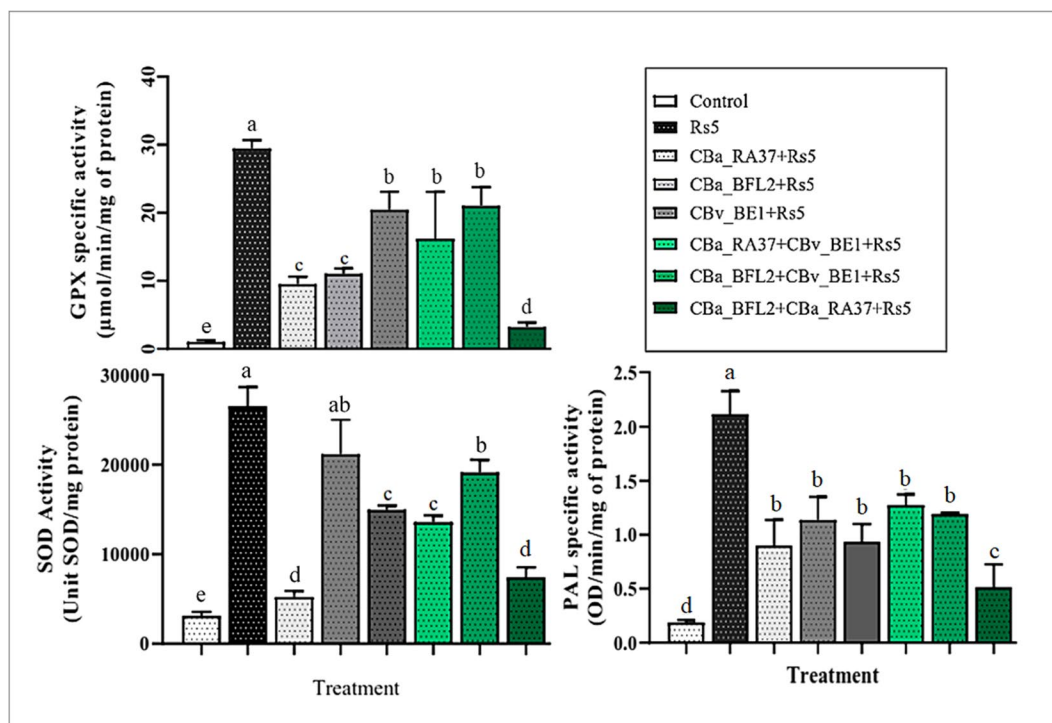 GPX specific activity
(µmol/min/mg of protein)
40
30
20
10
0
e
a
c
c
b
b
b
d
Control
Rs5
CBa_RA37+Rs5
CBa_BFL2+Rs5
CBv_BE1+Rs5
CBa_RA37+CBv_BE1+Rs5
CBa_BFL2+CBv_BE1+Rs5
CBa_BFL2+CBa_RA37+Rs5
SOD Activity
(Unit SOD/mg protein)
30000
20000
10000
0
e
a
d
ab
c
c
b
d
Treatment
PAL specific activity
(OD/min/mg of protein)
2.5
2.0
1.5
1.0
0.5
0.0
d
a
b
b
b
b
b
c
Treatment